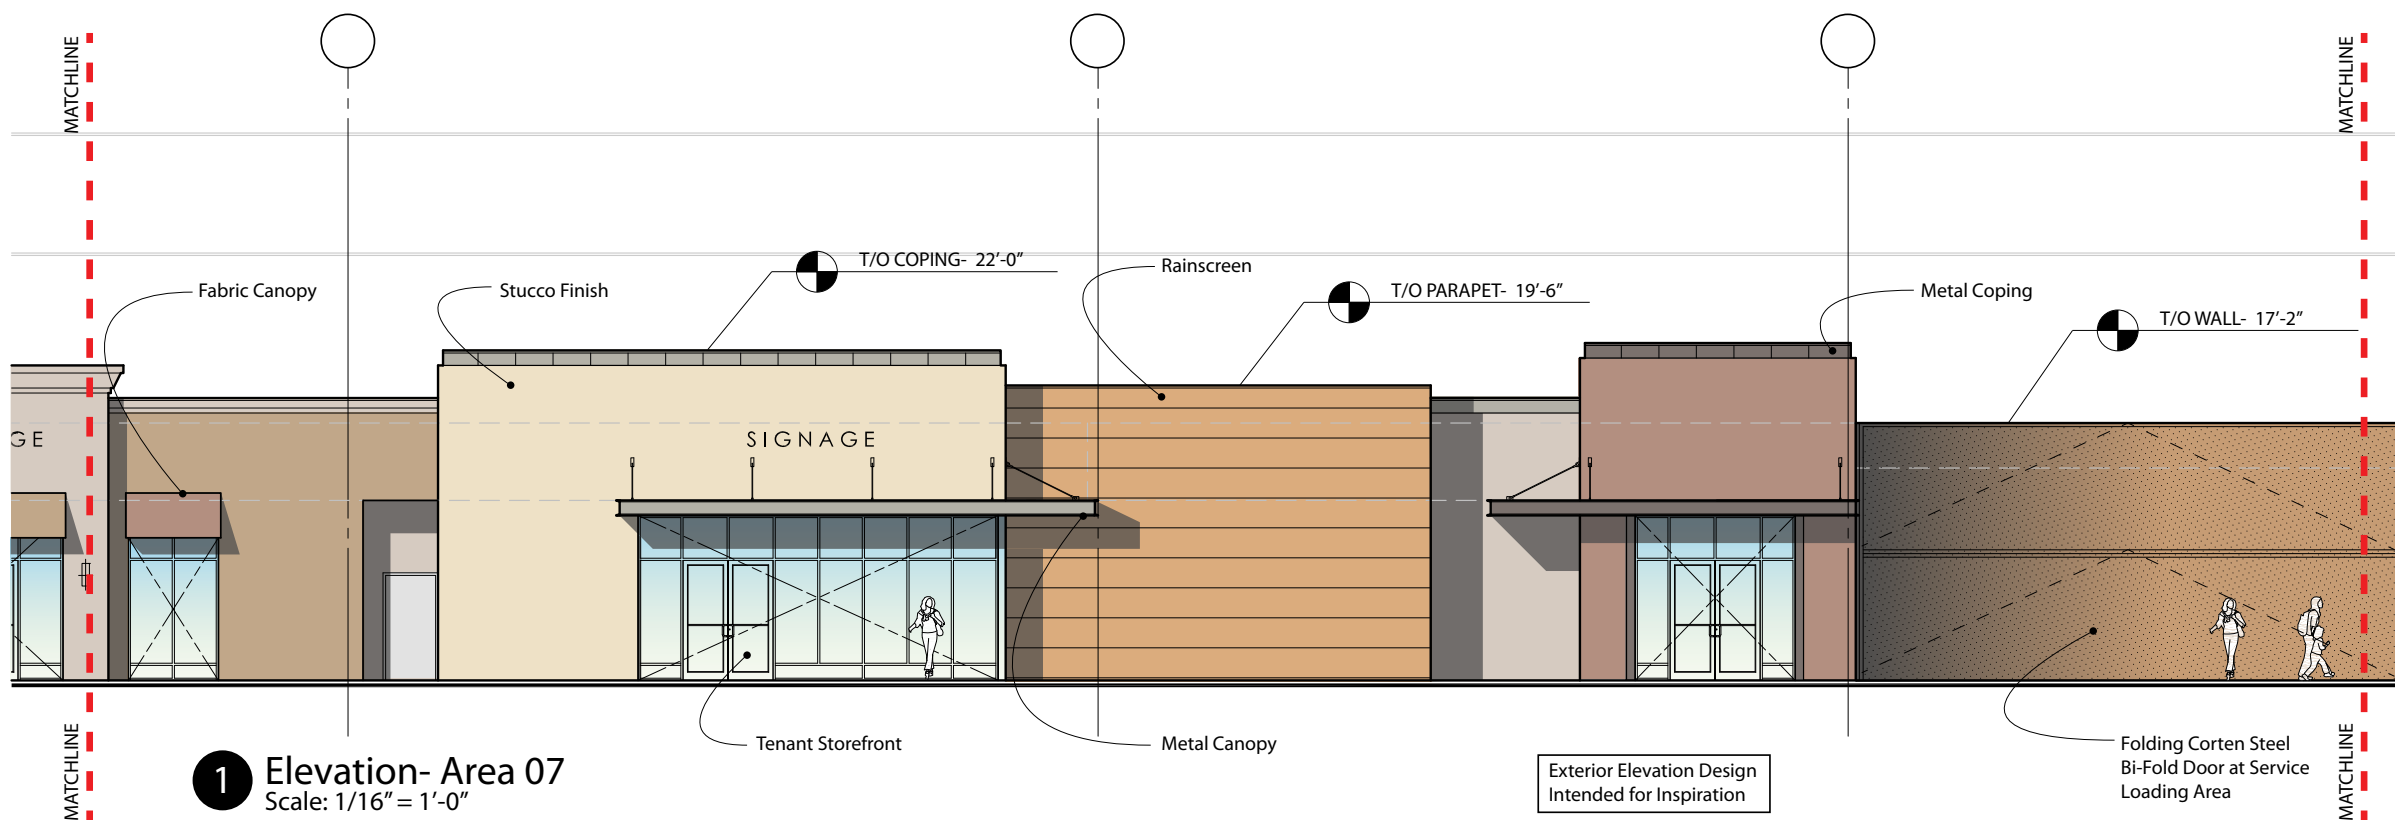 MATCHLINE
MATCHLINE
T/O COPING- 22'-0"
Rainscreen
Fabric Canopy
Stucco Finish
T/O PARAPET- 19'-6"
Metal Coping
T/O WALL- 17'-2"
GE
SIGNAGE
Tenant Storefront
Metal Canopy
MATCHLINE
1 Elevation- Area 07
Scale: 1/16" = 1'-0"
Exterior Elevation Design
Intended for Inspiration
Folding Corten Steel
Bi-Fold Door at Service
Loading Area
MATCHLINE